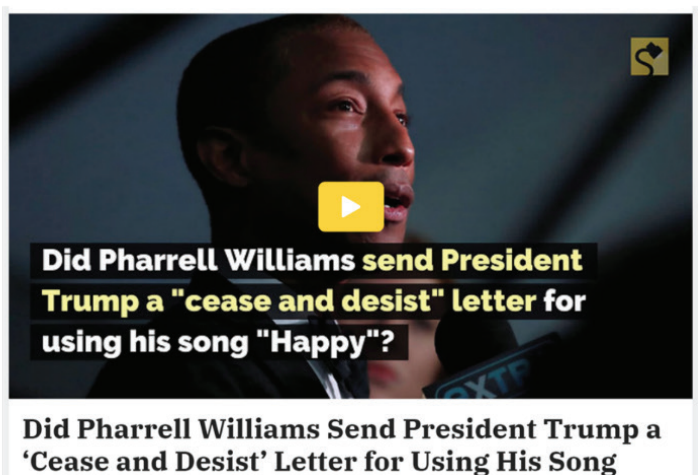 Did Pharrell Williams send President
Trump a "cease and desist" letter for
using his song "Happy"?
EXTR
Did Pharrell Williams Send President Trump a
‘Cease and Desist’ Letter for Using His Song